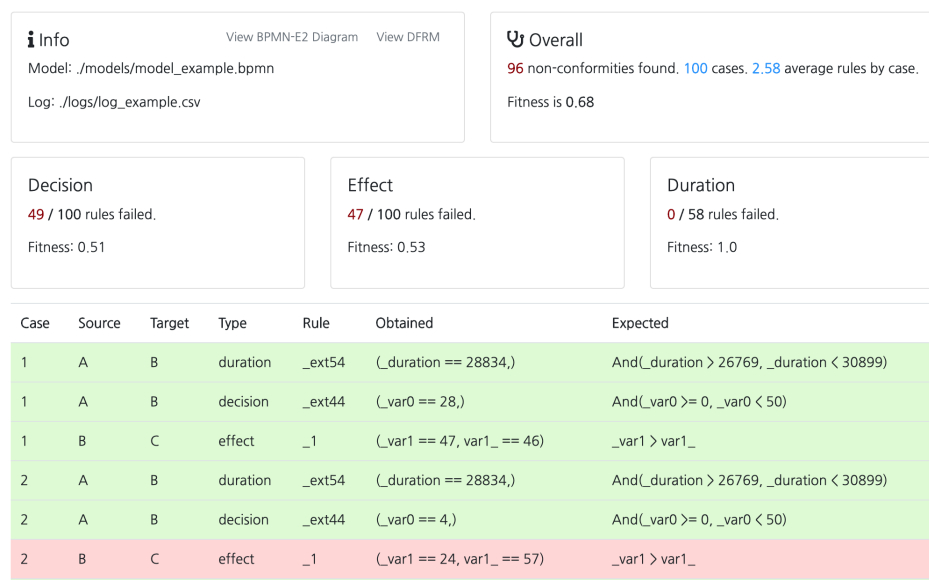 Info View BPMN-E2 Diagram View DFRM
Model: ./models/model_example.bpmn
Log: ./logs/log_example.csv
Overall
96 non-conformities found. 100 cases. 2.58 average rules by case.
Fitness is 0.68
Decision
49 / 100 rules failed.
Fitness: 0.51
Effect
47 / 100 rules failed.
Fitness: 0.53
Duration
0 / 58 rules failed.
Fitness: 1.0
Case Source Target Type Rule Obtained Expected
1 A B duration _ext54 (_duration == 28834,) And(_duration > 26769, _duration < 30899)
1 A B decision _ext44 (_var0 == 28,) And(_var0 >= 0, _var0 < 50)
1 B C effect _1 (_var1 == 47, var1_ == 46) _var1 > var1_
2 A B duration _ext54 (_duration == 28834,) And(_duration > 26769, _duration < 30899)
2 A B decision _ext44 (_var0 == 4,) And(_var0 >= 0, _var0 < 50)
2 B C effect _1 (_var1 == 24, var1_ == 57) _var1 > var1_